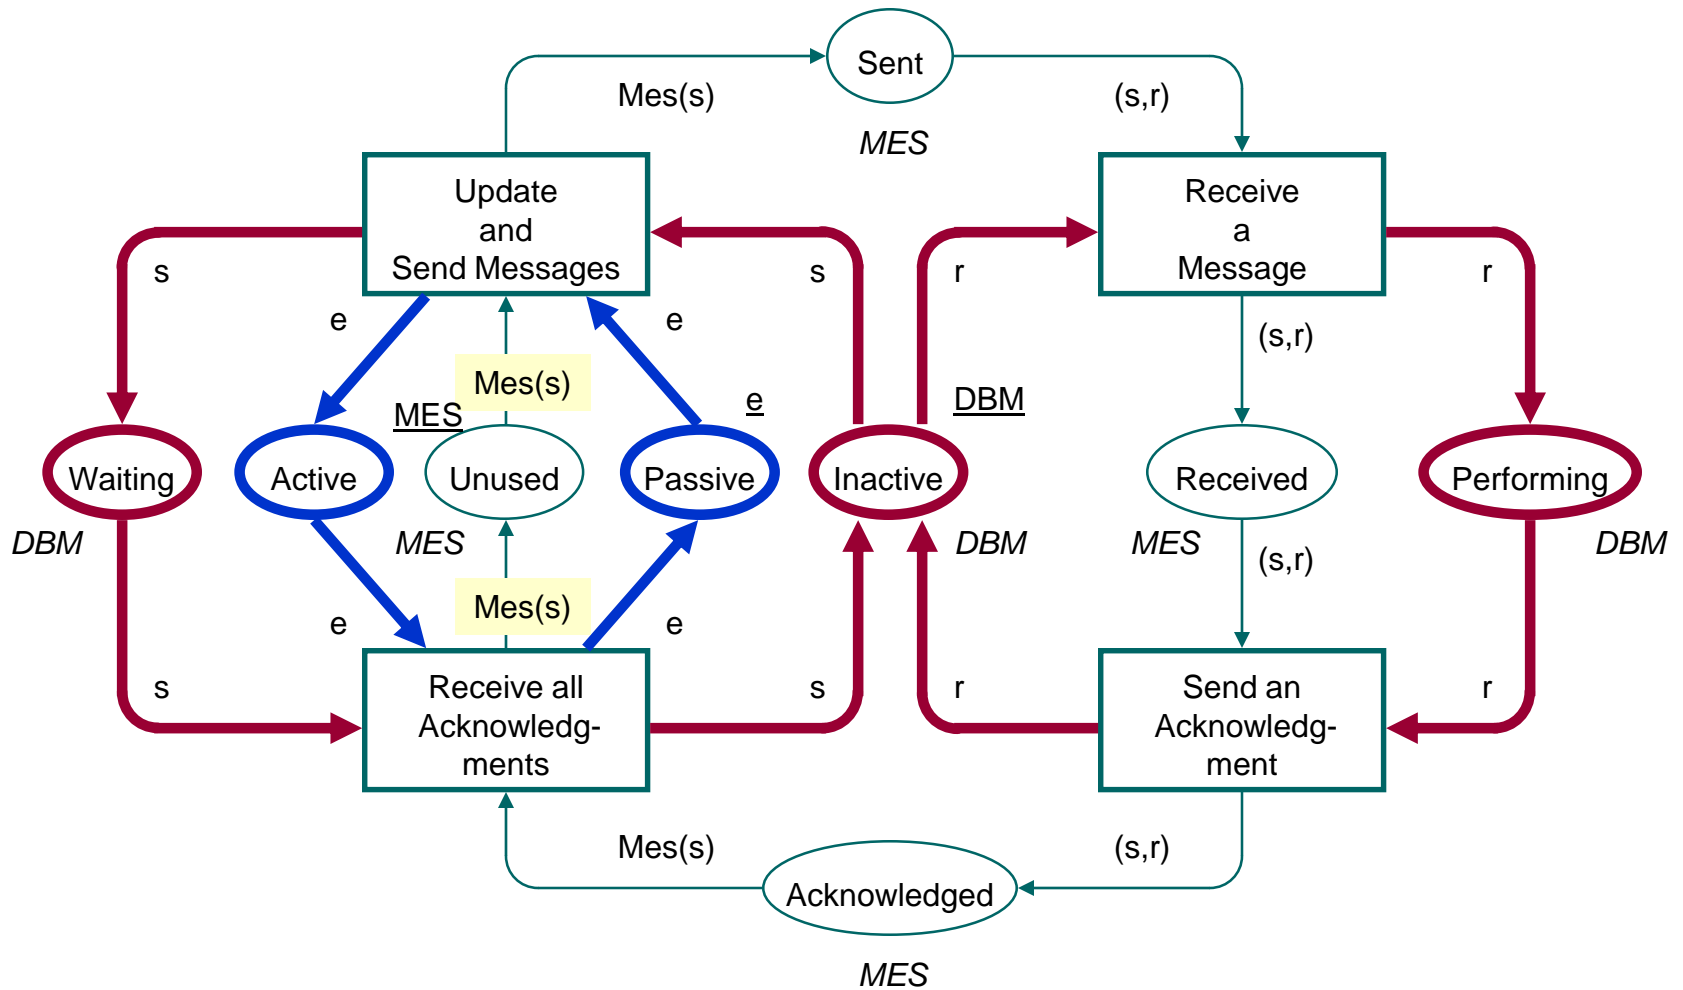 Sent
Mes(s)
(s,r)
MES
Update
and
Send Messages
Receive
a
Message
s
s
r
r
e
e
(s,r)
Mes(s)
MES
e
DBM
Waiting
Active
Unused
Passive
Inactive
Received
Performing
DBM
MES
DBM
MES
DBM
(s,r)
Mes(s)
e
e
s
s
r
r
Receive all
Acknowledg-
ments
Send an
Acknowledg-
ment
Mes(s)
(s,r)
Acknowledged
MES